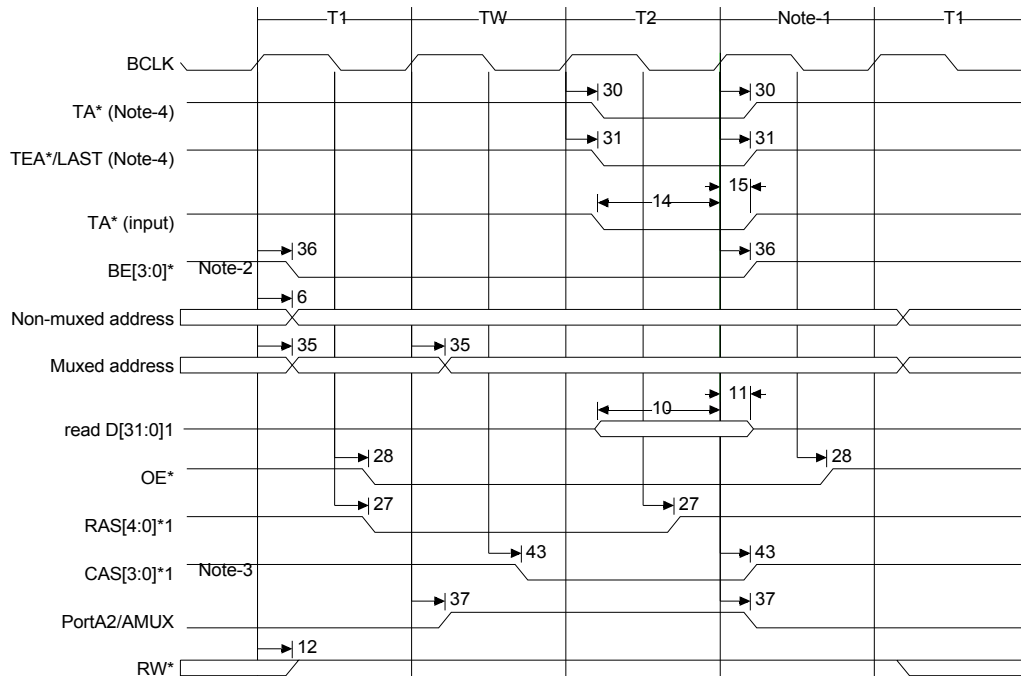 T1 TW T2 Note-1 T1
BCLK
30 30
TA* (Note-4)
31 31
TEA*/LAST (Note-4)
14 15
TA* (input)
36 36
BE[3:0]* Note-2
6
Non-muxed address
35 35
Muxed address
10 11
read D[31:0]1
28 28
OE*
27 27
RAS[4:0]*1
43 43
CAS[3:0]*1 Note-3
37 37
PortA2/AMUX
12
RW*